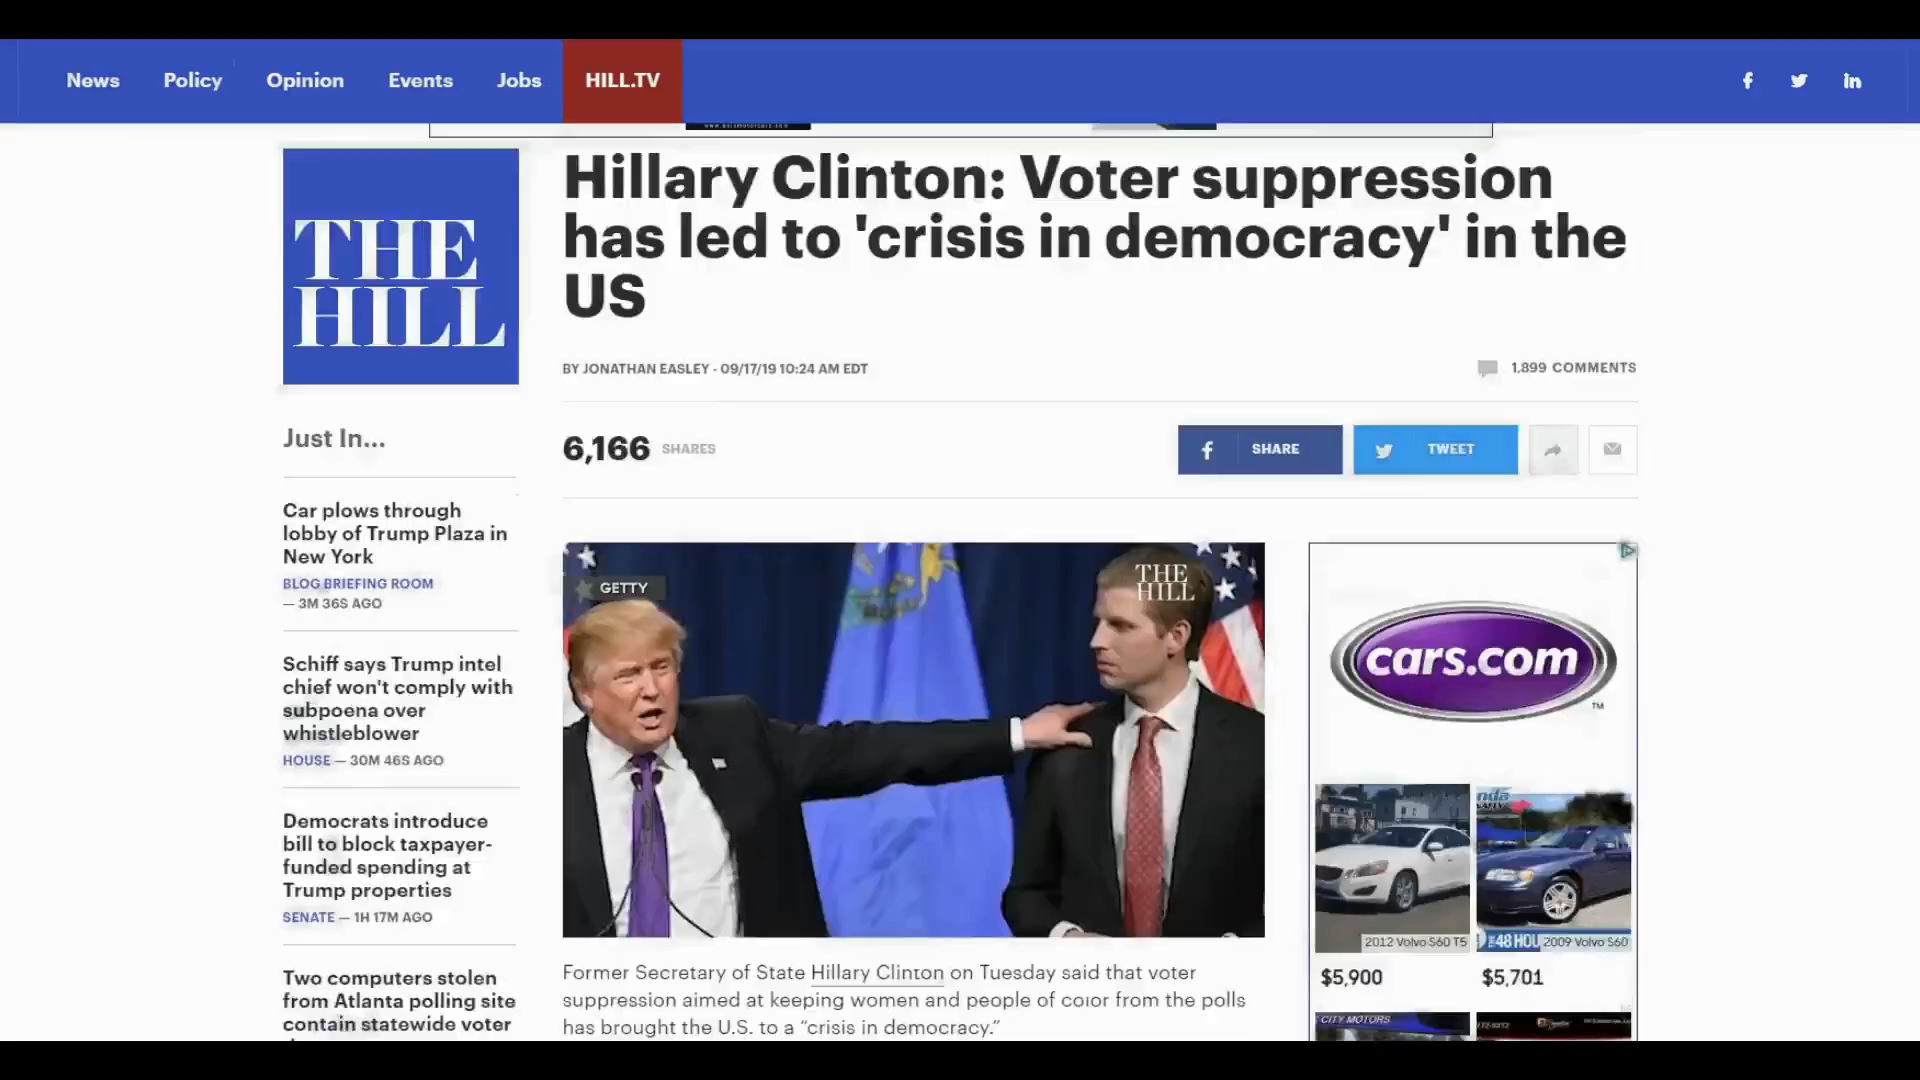 News
Policy
Opinion
Events
Jobs
HILL.TV
THE
HILL
Hillary Clinton: Voter suppression
has led to 'crisis in democracy' in the
US
BY JONATHAN EASLEY - 09/17/19 10:24 AM EDT
1,899 COMMENTS
6,166 SHARES
SHARE
TWEET
Just In...
Car plows through
lobby of Trump Plaza in
New York
BLOG BRIEFING ROOM
— 3M 36S AGO
Schiff says Trump intel
chief won't comply with
subpoena over
whistleblower
HOUSE — 30M 46S AGO
Democrats introduce
bill to block taxpayer-
funded spending at
Trump properties
SENATE — 1H 17M AGO
Two computers stolen
from Atlanta polling site
contain statewide voter
GETTY
THE
HILL
Former Secretary of State Hillary Clinton on Tuesday said that voter
suppression aimed at keeping women and people of color from the polls
has brought the U.S. to a “crisis in democracy.”
cars.com
TM
2012 Volvo S60 T5
$5,900
48 HOU
2009 Volvo S60
$5,701
CITY MOTORS